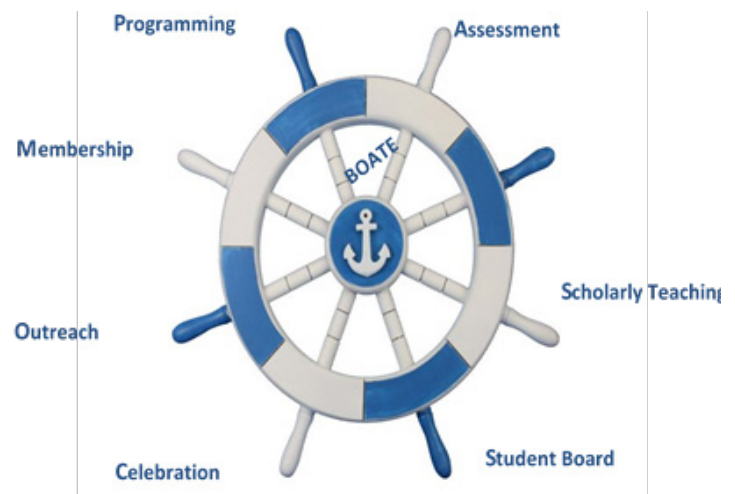 Programming
Assessment
BOATE
Membership
Scholarly Teaching
Outreach
Student Board
Celebration